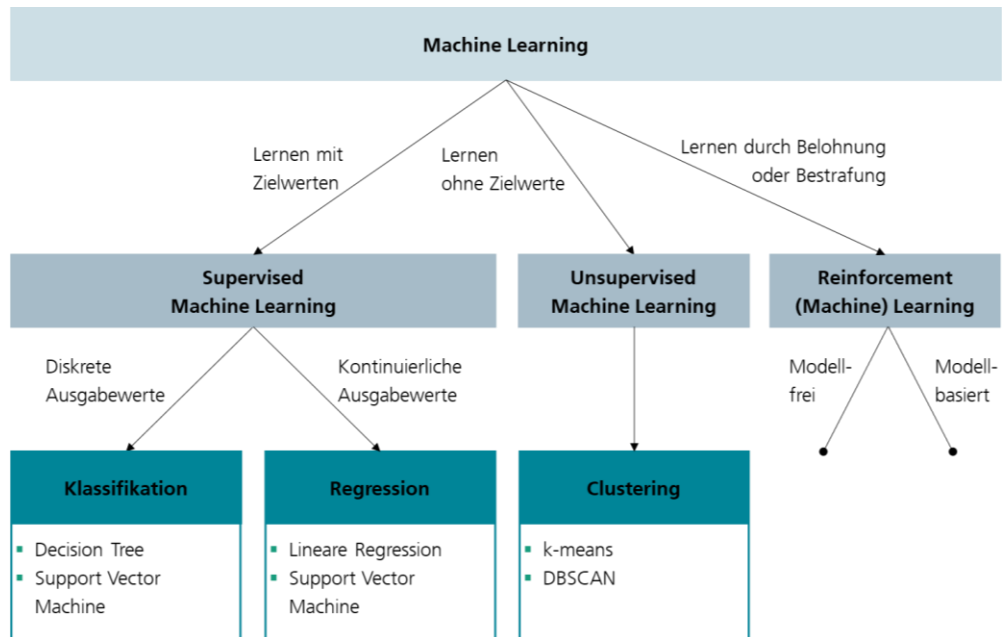 Machine Learning
Lernen mit
Zielwerten
Lernen
ohne Zielwerte
Lernen durch Belohnung
oder Bestrafung
Supervised
Machine Learning
Unsupervised
Machine Learning
Reinforcement
(Machine) Learning
Diskrete
Ausgabewerte
Kontinuierliche
Ausgabewerte
Modell-
frei
Modell-
basiert
Klassifikation
Decision Tree
Support Vector
Machine
Regression
Lineare Regression
Support Vector
Machine
Clustering
k-means
DBSCAN